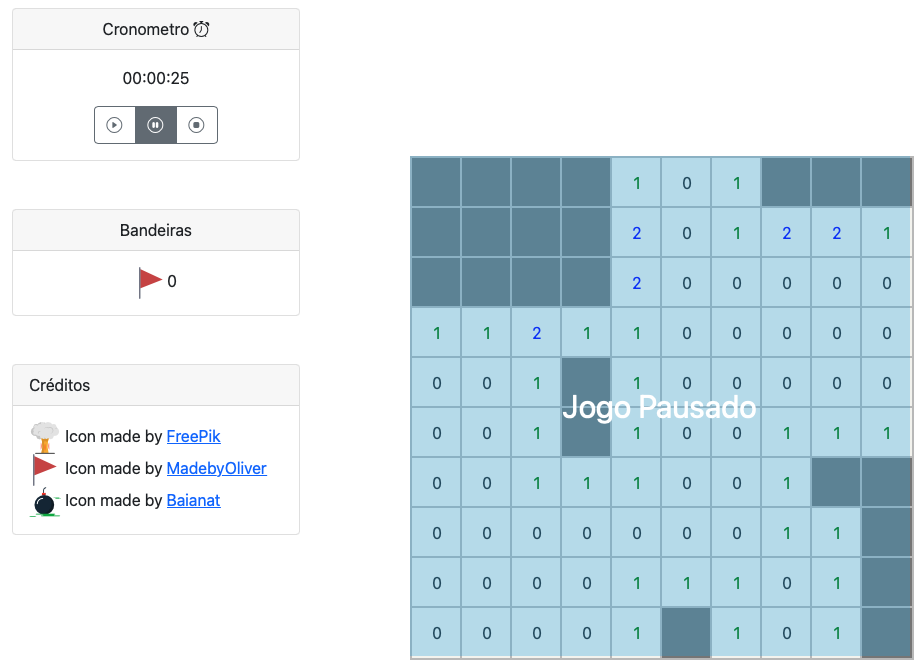 Cronometro
00:00:25
Bandeiras
0
Créditos
Icon made by FreePik
Icon made by MadebyOliver
Icon made by Baianat
1 0 1
2 0 1 2 2 1
2 0 0 0 0 0
1 1 2 1 1 0 0 0 0 0
0 0 1 1 0 0 0 0 0
Jogo Pausado
0 0 1 1 0 0 1 1 1
0 0 1 1 1 0 0 1
0 0 0 0 0 0 0 1 1
0 0 0 0 1 1 1 0 1
0 0 0 0 1 1 0 1